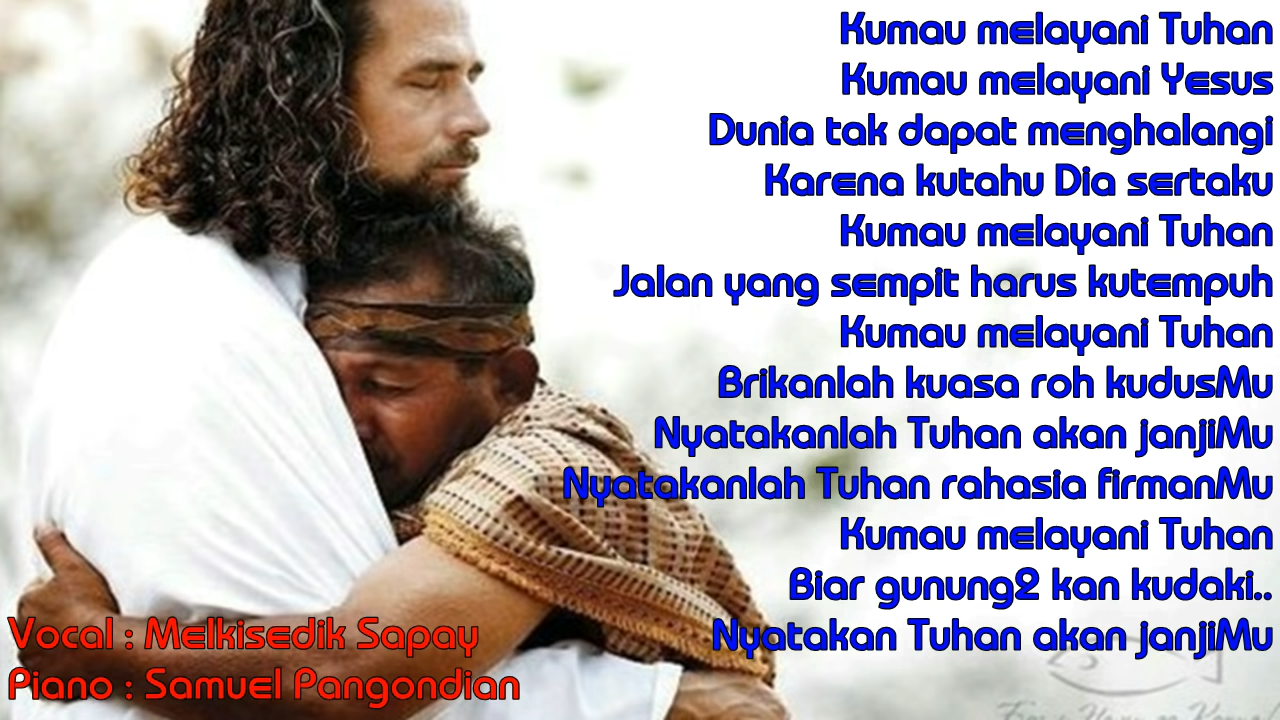 Kumau melayani Tuhan
Kumau melayani Yesus
Dunia tak dapat menghalangi
Karena kutahu Dia sertaku
Kumau melayani Tuhan
Jalan yang sempit harus kutempuh
Kumau melayani Tuhan
Brikanlah kuasa roh kudusMu
Nyatakanlah Tuhan akan janjiMu
Nyatakanlah Tuhan rahasia firmanMu
Kumau melayani Tuhan
Biar gunung2 kan kudaki..
Nyatakan Tuhan akan janjiMu
Vocal : Melkisedik Sapay
Piano : Samuel Pangondian